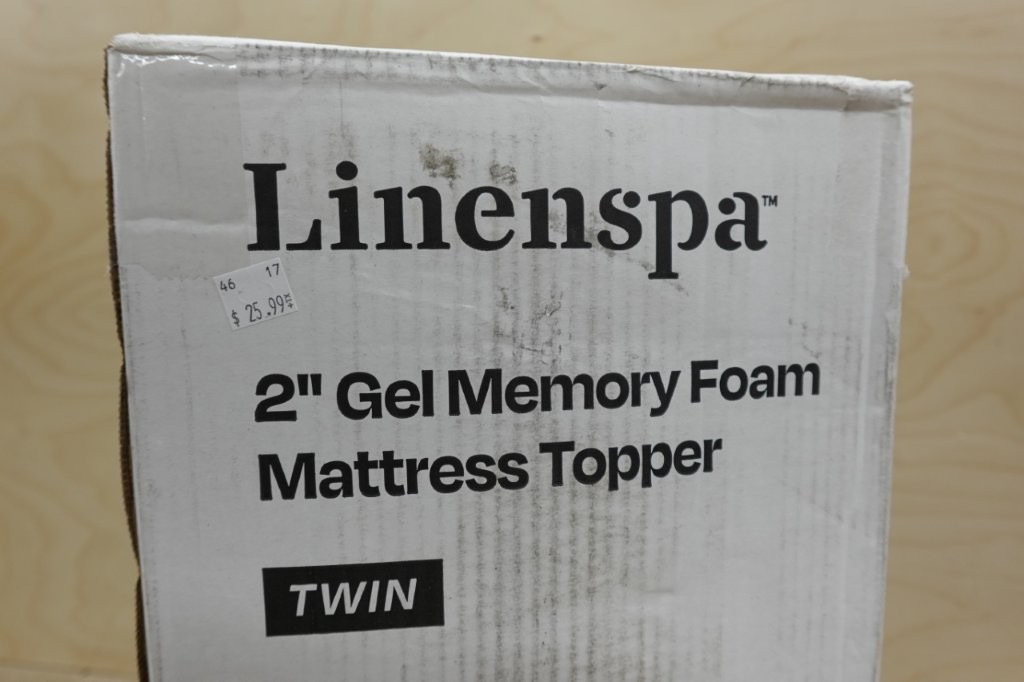 Linenspa™
46 17
$ 25.99
2" Gel Memory Foam
Mattress Topper
TWIN